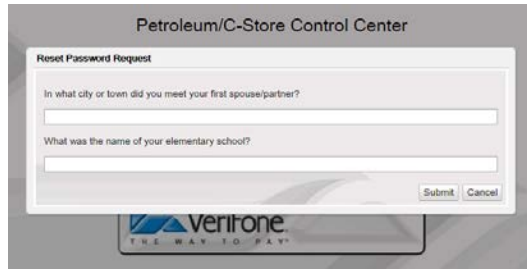 Petroleum/C-Store Control Center
Reset Password Request
In what city or town did you meet your first spouse/partner?
What was the name of your elementary school?
Submit Cancel
Verifone
THE WAY TO PAY®